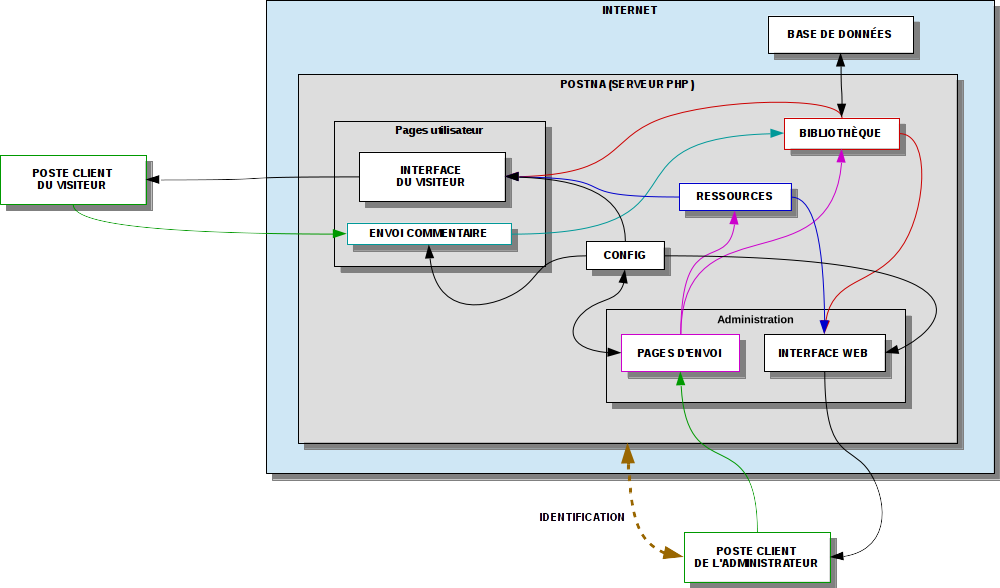 INTERNET
BASE DE DONNÉES
POSTNA (SERVEUR PHP)
Pages utilisateur
BIBLIOTHÈQUE
POSTE CLIENT
DU VISITEUR
INTERFACE
DU VISITEUR
RESSOURCES
ENVOI COMMENTAIRE
CONFIG
Administration
PAGES D'ENVOI
INTERFACE WEB
IDENTIFICATION
POSTE CLIENT
DE L'ADMINISTRATEUR